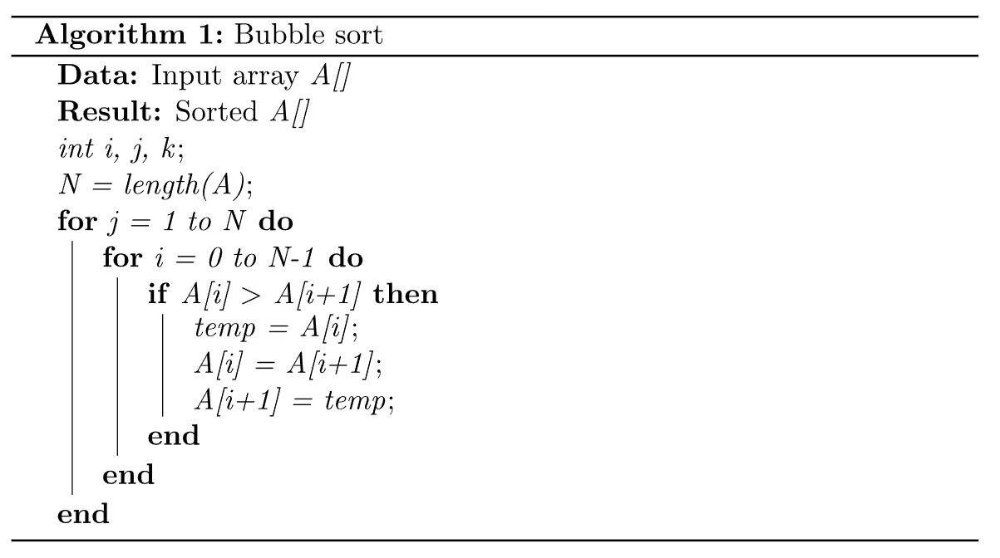 Algorithm 1: Bubble sort
Data: Input array A[]
Result: Sorted A[]
int i, j, k;
N = length(A);
for j = 1 to N do
for i = 0 to N-1 do
if A[i] > A[i+1] then
temp = A[i];
A[i] = A[i+1];
A[i+1] = temp;
end
end
end